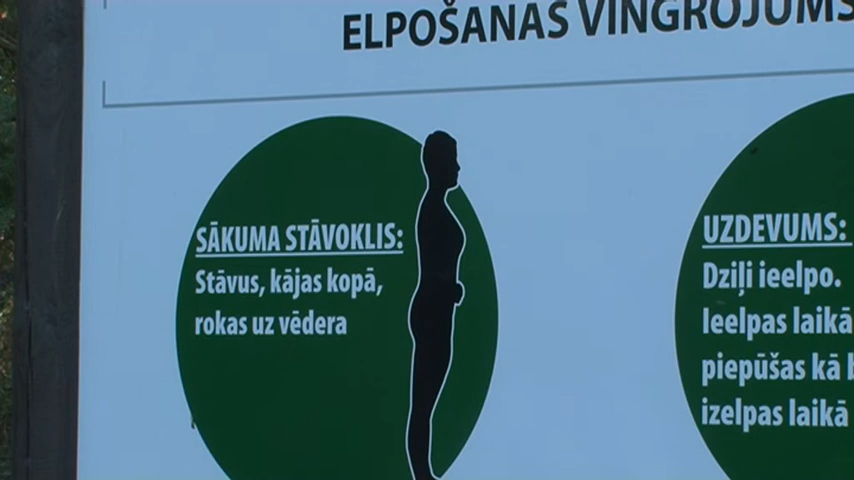 ELPOŠANAS VINGROJUMS
SĀKUMA STĀVOKLIS:
Stāvus, kājas kopā,
rokas uz vēdera
UZDEVUMS:
Dziļi ieelpo.
Ieelpas laikā
piepūšas kā
izelpas laikā